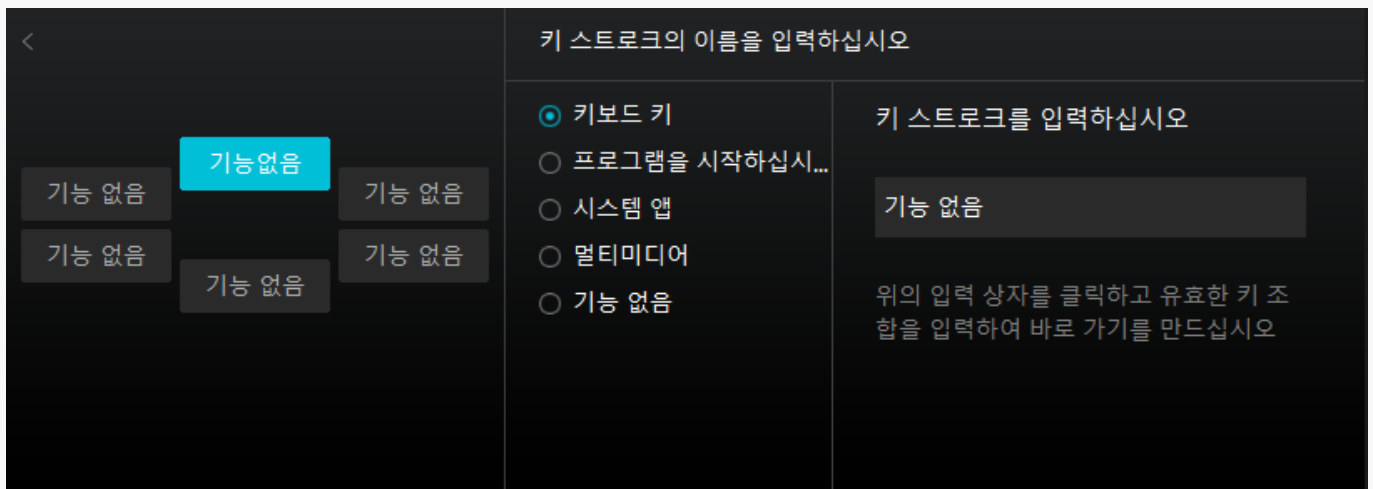 <
키 스트로크의 이름을 입력하십시오
기능없음
기능 없음
기능 없음
기능 없음
기능 없음
기능 없음
키보드 키
프로그램을 시작하십시...
시스템 앱
멀티미디어
기능 없음
키 스트로크를 입력하십시오
기능 없음
위의 입력 상자를 클릭하고 유효한 키 조
합을 입력하여 바로 가기를 만드십시오